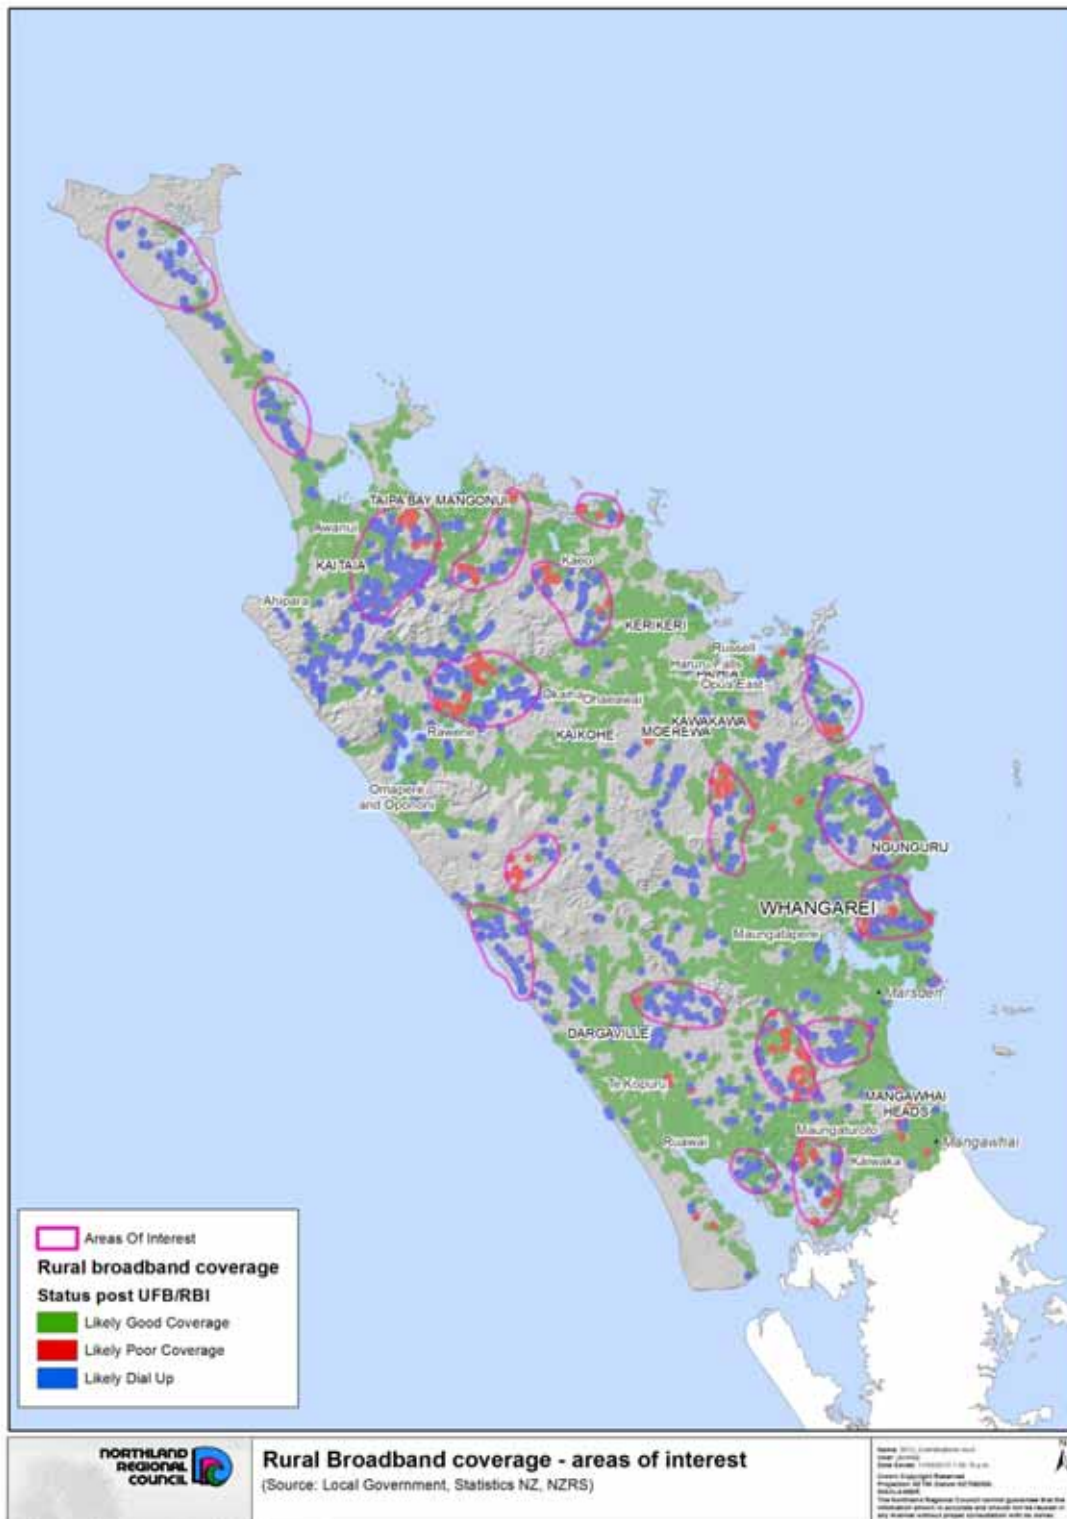 TAIPA BAY MANGONUI
Awanui
KAITAIA
Kaeo
Ahipara
KERIKERI
Russell
Haruru Falls
Opua East
Ohaeawai
Rawene
KAWAKAWA
MOEREWA
KAIKOHE
Omapere
and Opononi
NGUNGURU
WHANGAREI
Maungatapere
Marsden
DARGAVILLE
Te Kopuru
MANGAWHAI
HEADS
Maungaturoto
Ruawai
Mangawhai
Kaiwaka
Areas Of Interest
Rural broadband coverage
Status post UFB/RBI
Likely Good Coverage
Likely Poor Coverage
Likely Dial Up
NORTHLAND
REGIONAL
COUNCIL
Rural Broadband coverage - areas of interest
(Source: Local Government, Statistics NZ, NZRS)